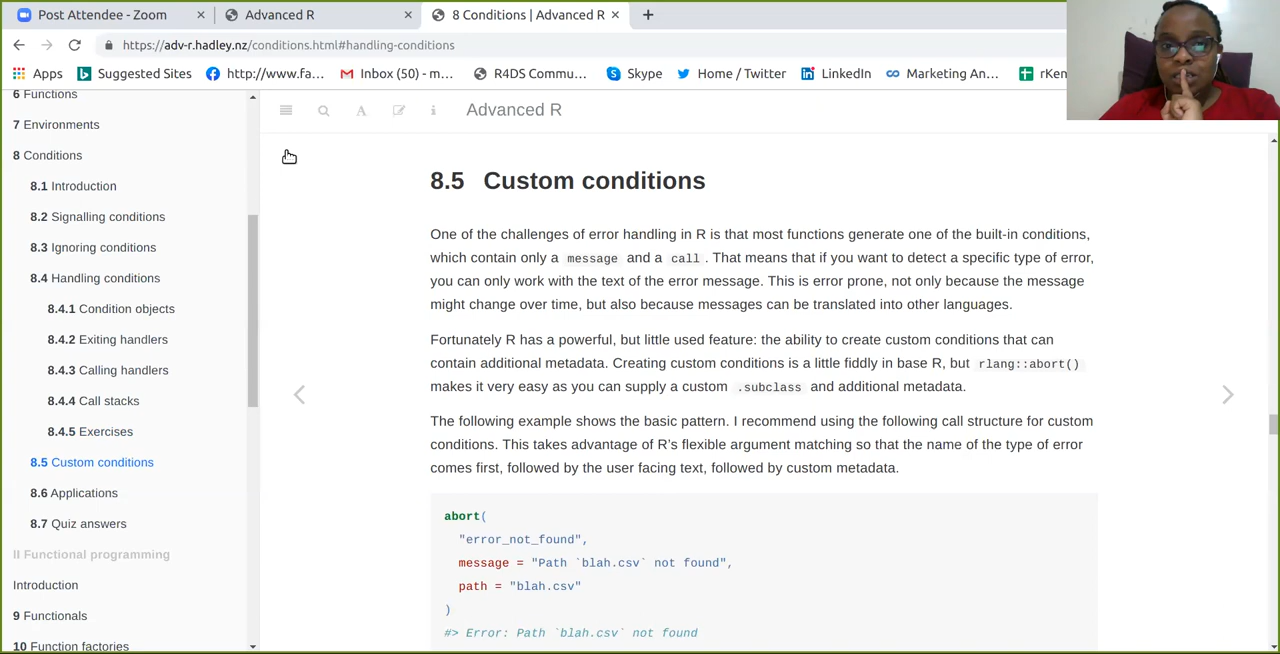 Post Attendee - Zoom
Advanced R
8 Conditions | Advanced R
https://adv-r.hadley.nz/conditions.html#handling-conditions
Apps
Suggested Sites
http://www.fa...
Inbox (50) - m...
R4DS Commu...
Skype
Home / Twitter
LinkedIn
Marketing An...
rKen
6 Functions
7 Environments
8 Conditions
8.1 Introduction
8.2 Signalling conditions
8.3 Ignoring conditions
8.4 Handling conditions
8.4.1 Condition objects
8.4.2 Exiting handlers
8.4.3 Calling handlers
8.4.4 Call stacks
8.4.5 Exercises
8.5 Custom conditions
8.6 Applications
8.7 Quiz answers
II Functional programming
Introduction
9 Functionals
10 Function factories
A
i
Advanced R
8.5 Custom conditions
One of the challenges of error handling in R is that most functions generate one of the built-in conditions,
which contain only a message and a call . That means that if you want to detect a specific type of error,
you can only work with the text of the error message. This is error prone, not only because the message
might change over time, but also because messages can be translated into other languages.
Fortunately R has a powerful, but little used feature: the ability to create custom conditions that can
contain additional metadata. Creating custom conditions is a little fiddly in base R, but rlang::abort()
makes it very easy as you can supply a custom .subclass and additional metadata.
The following example shows the basic pattern. I recommend using the following call structure for custom
conditions. This takes advantage of R's flexible argument matching so that the name of the type of error
comes first, followed by the user facing text, followed by custom metadata.
abort(
"error_not_found",
message = "Path `blah.csv` not found",
path = "blah.csv"
)
#> Error: Path `blah.csv` not found